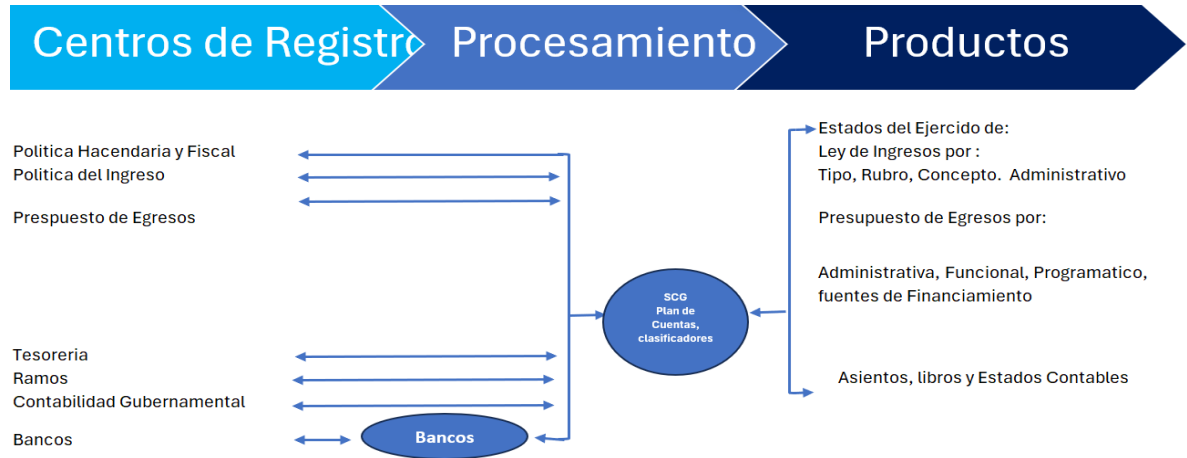 Centros de Registro
Procesamiento
Productos
Politica Hacendaria y Fiscal
Politica del Ingreso
Prespuesto de Egresos
Tesoreria
Ramos
Contabilidad Gubernamental
Bancos
Bancos
SCG
Plan de
Cuentas,
clasificadores
Estados del Ejercido de:
Ley de Ingresos por :
Tipo, Rubro, Concepto. Administrativo
Presupuesto de Egresos por:
Administrativa, Funcional, Programatico,
fuentes de Financiamiento
Asientos, libros y Estados Contables